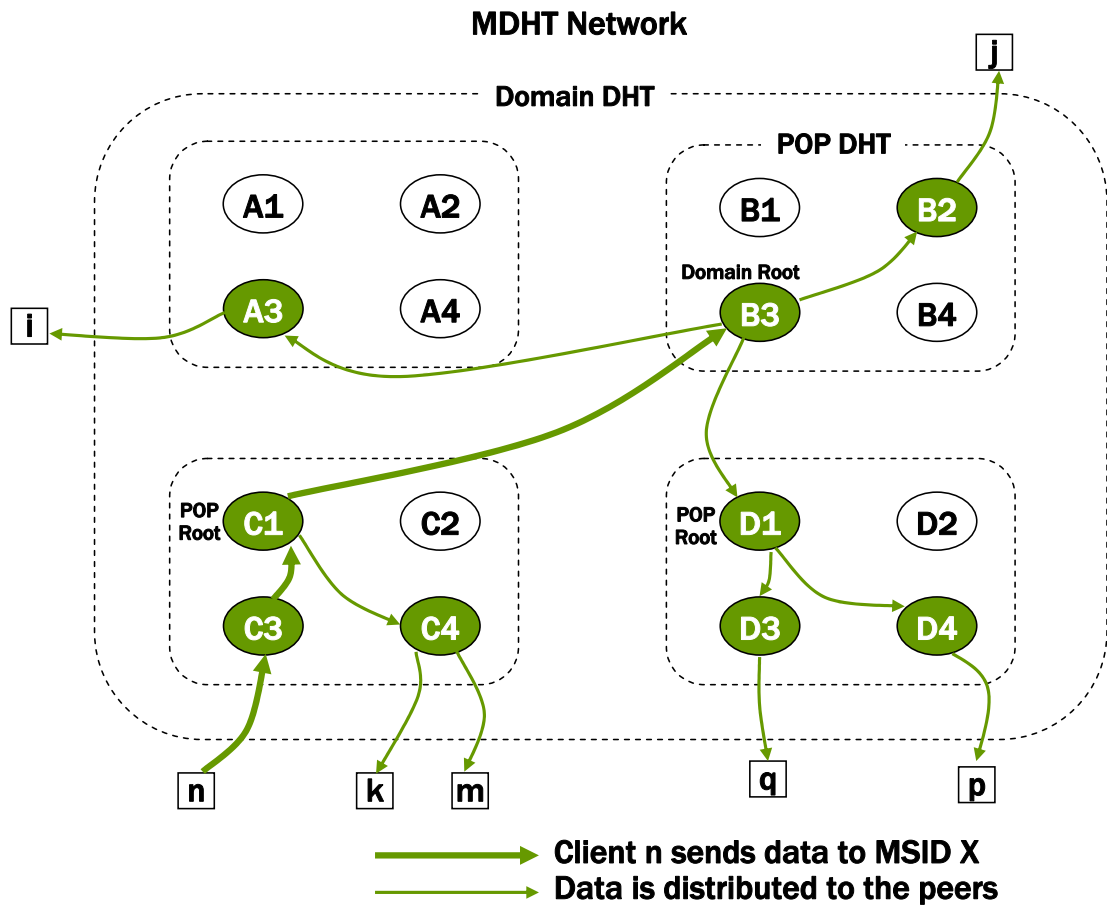 MDHT Network
j
Domain DHT
POP DHT
A1 A2 B1 B2
Domain Root
i A3 A4 B3 B4
POP
Root
C1 C2
POP
Root
D1 D2
C3 C4 D3 D4
n k m q p
Client n sends data to MSID X
Data is distributed to the peers